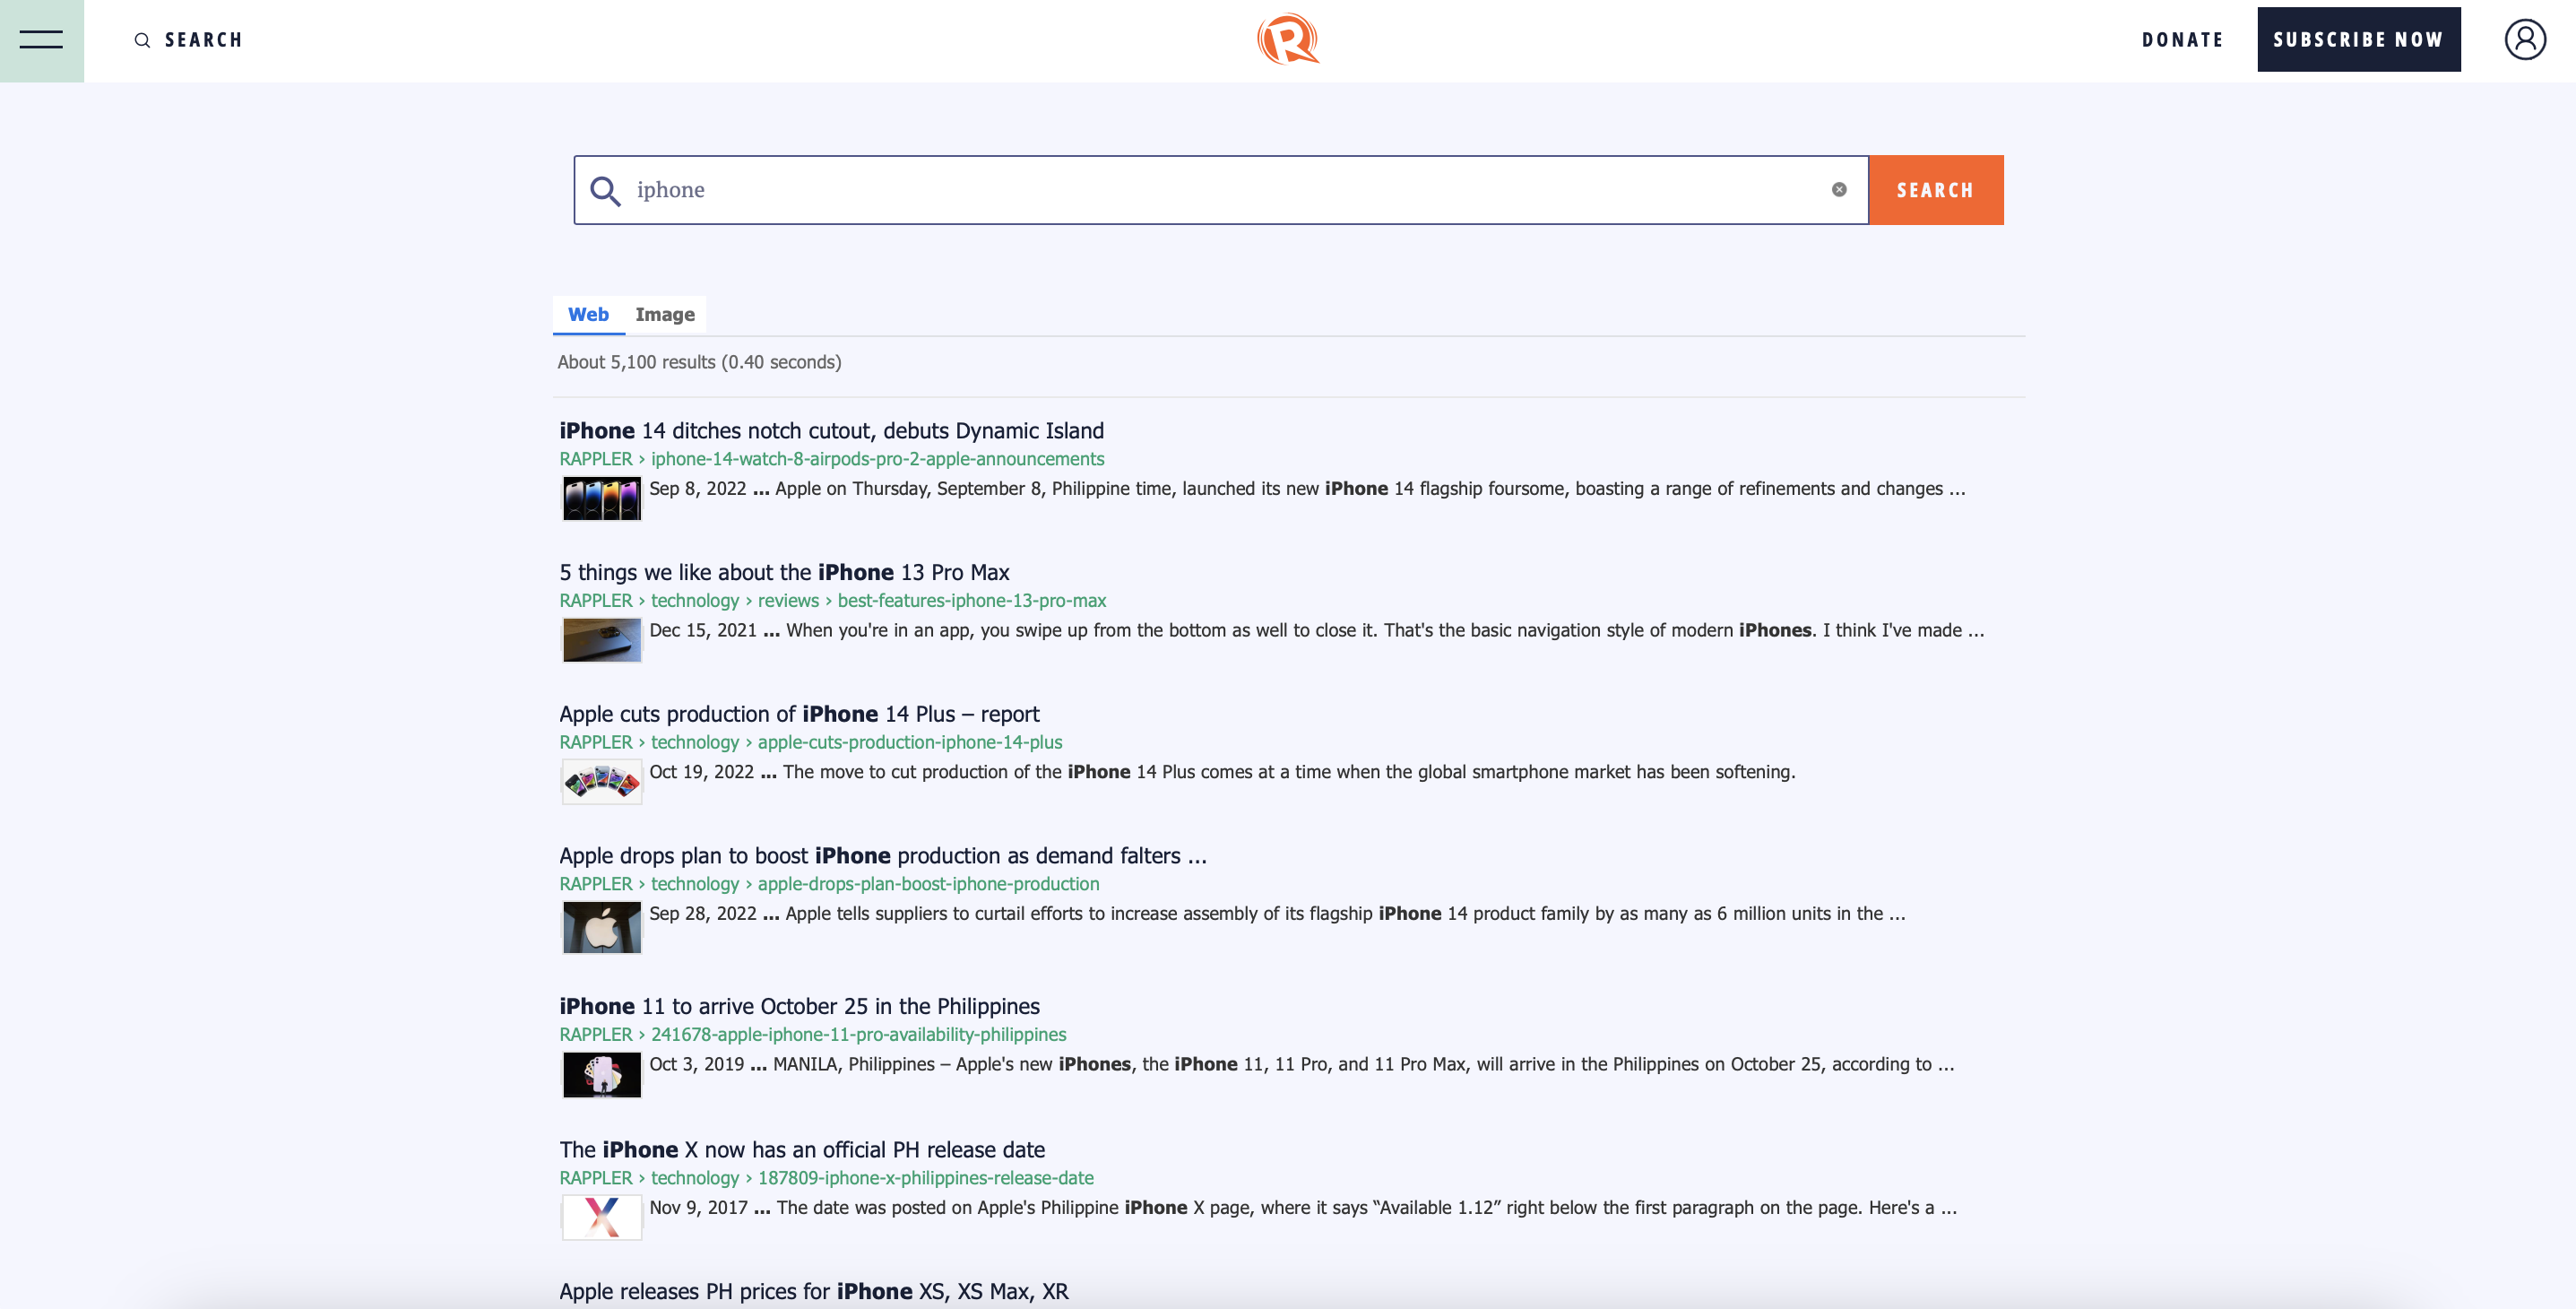 SEARCH
R
DONATE
SUBSCRIBE NOW
iphone
SEARCH
Web Image
About 5,100 results (0.40 seconds)
iPhone 14 ditches notch cutout, debuts Dynamic Island
RAPPLER › iphone-14-watch-8-airpods-pro-2-apple-announcements
Sep 8, 2022 ... Apple on Thursday, September 8, Philippine time, launched its new iPhone 14 flagship foursome, boasting a range of refinements and changes ...
5 things we like about the iPhone 13 Pro Max
RAPPLER › technology › reviews › best-features-iphone-13-pro-max
Dec 15, 2021 ... When you're in an app, you swipe up from the bottom as well to close it. That's the basic navigation style of modern iPhones. I think I've made ...
Apple cuts production of iPhone 14 Plus – report
RAPPLER › technology › apple-cuts-production-iphone-14-plus
Oct 19, 2022 ... The move to cut production of the iPhone 14 Plus comes at a time when the global smartphone market has been softening.
Apple drops plan to boost iPhone production as demand falters ...
RAPPLER › technology › apple-drops-plan-boost-iphone-production
Sep 28, 2022 ... Apple tells suppliers to curtail efforts to increase assembly of its flagship iPhone 14 product family by as many as 6 million units in the ...
iPhone 11 to arrive October 25 in the Philippines
RAPPLER › 241678-apple-iphone-11-pro-availability-philippines
Oct 3, 2019 ... MANILA, Philippines – Apple's new iPhones, the iPhone 11, 11 Pro, and 11 Pro Max, will arrive in the Philippines on October 25, according to ...
The iPhone X now has an official PH release date
RAPPLER › technology › 187809-iphone-x-philippines-release-date
X
Nov 9, 2017 ... The date was posted on Apple's Philippine iPhone X page, where it says “Available 1.12” right below the first paragraph on the page. Here's a ...
Apple releases PH prices for iPhone XS, XS Max, XR